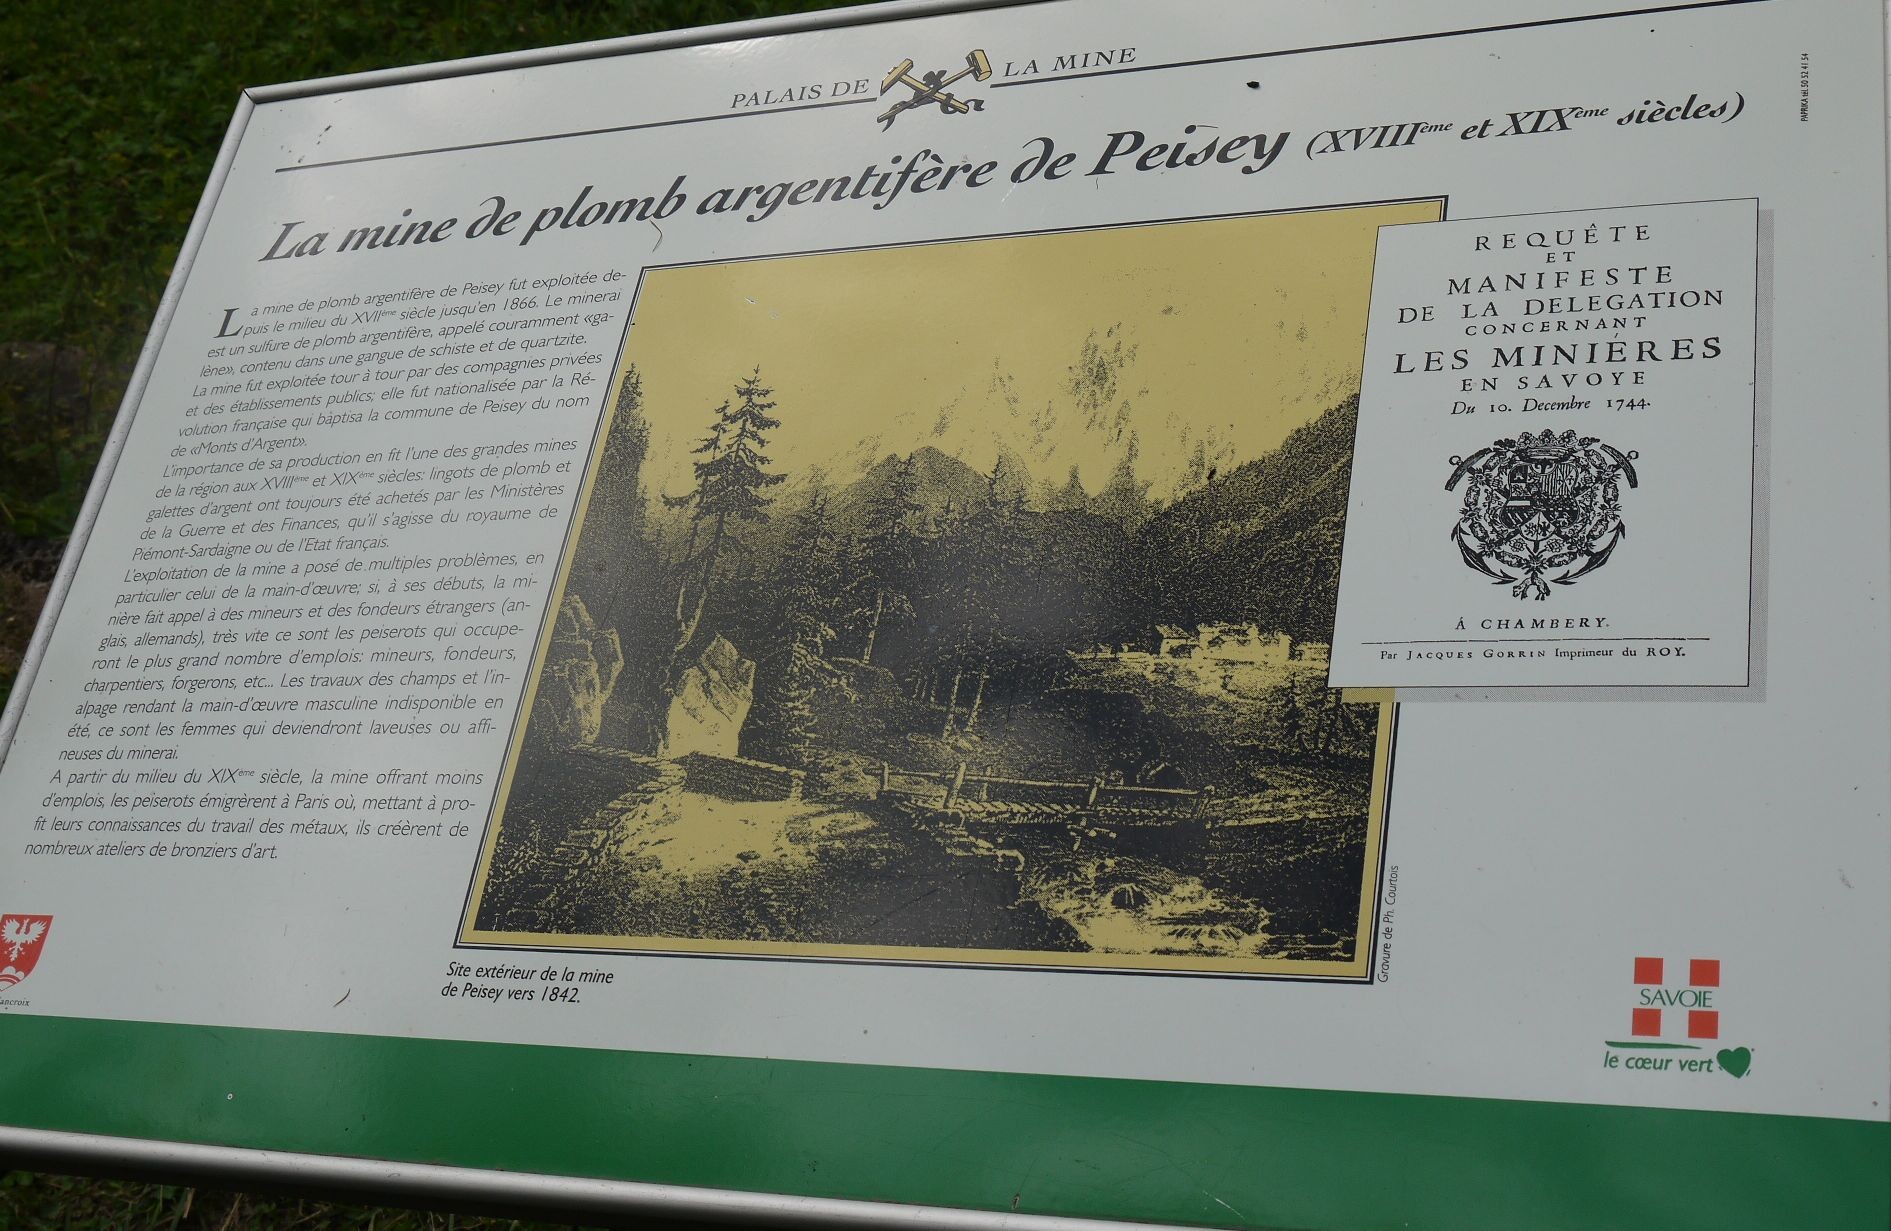 PALAIS DE LA MINE
La mine de plomb argentifère de Peisey (XVIIIème et XIXème siècles)
La mine de plomb argentifère de Peisey fut exploitée de-
puis le milieu du XVIIème siècle jusqu'en 1866. Le minerai
est un sulfure de plomb argentifère, appelé couramment «ga-
lène», contenu dans une gangue de schiste et de quartzite.
La mine fut exploitée tour à tour par des compagnies privées
et des établissements publics; elle fut nationalisée par la Ré-
volution française qui baptisa la commune de Peisey du nom
de «Monts d'Argent».
L'importance de sa production en fit l'une des grandes mines
de la région aux XVIIIème et XIXème siècles: lingots de plomb et
galettes d'argent ont toujours été achetés par les Ministères
de la Guerre et des Finances, qu'il s'agisse du royaume de
Piémont-Sardaigne ou de l'Etat français.
L'exploitation de la mine a posé de multiples problèmes, en
particulier celui de la main-d'œuvre; si, à ses débuts, la mi-
nière fait appel à des mineurs et des fondeurs étrangers (an-
glais, allemands), très vite ce sont les peiserots qui occupe-
ront le plus grand nombre d'emplois: mineurs, fondeurs,
charpentiers, forgerons, etc... Les travaux des champs et l'in-
alpage rendant la main-d'œuvre masculine indisponible en
été, ce sont les femmes qui deviendront laveuses ou affi-
neuses du minerai.
A partir du milieu du XIXème siècle, la mine offrant moins
d'emplois, les peiserots émigrèrent à Paris où, mettant à pro-
fit leurs connaissances du travail des métaux, ils créèrent de
nombreux ateliers de bronziers d'art.
Site extérieur de la mine
de Peisey vers 1842.
Gravure de Ph. Courtois
REQUÊTE
ET
MANIFESTE
DE LA DELEGATION
CONCERNANT
LES MINIÉRES
EN SAVOYE
Du 10. Decembre 1744.
À CHAMBERY.
Par JACQUES GORRIN Imprimeur du ROY.
PAPRIKA tél. 50 52 41 54
ancroix
SAVOIE
le cœur vert